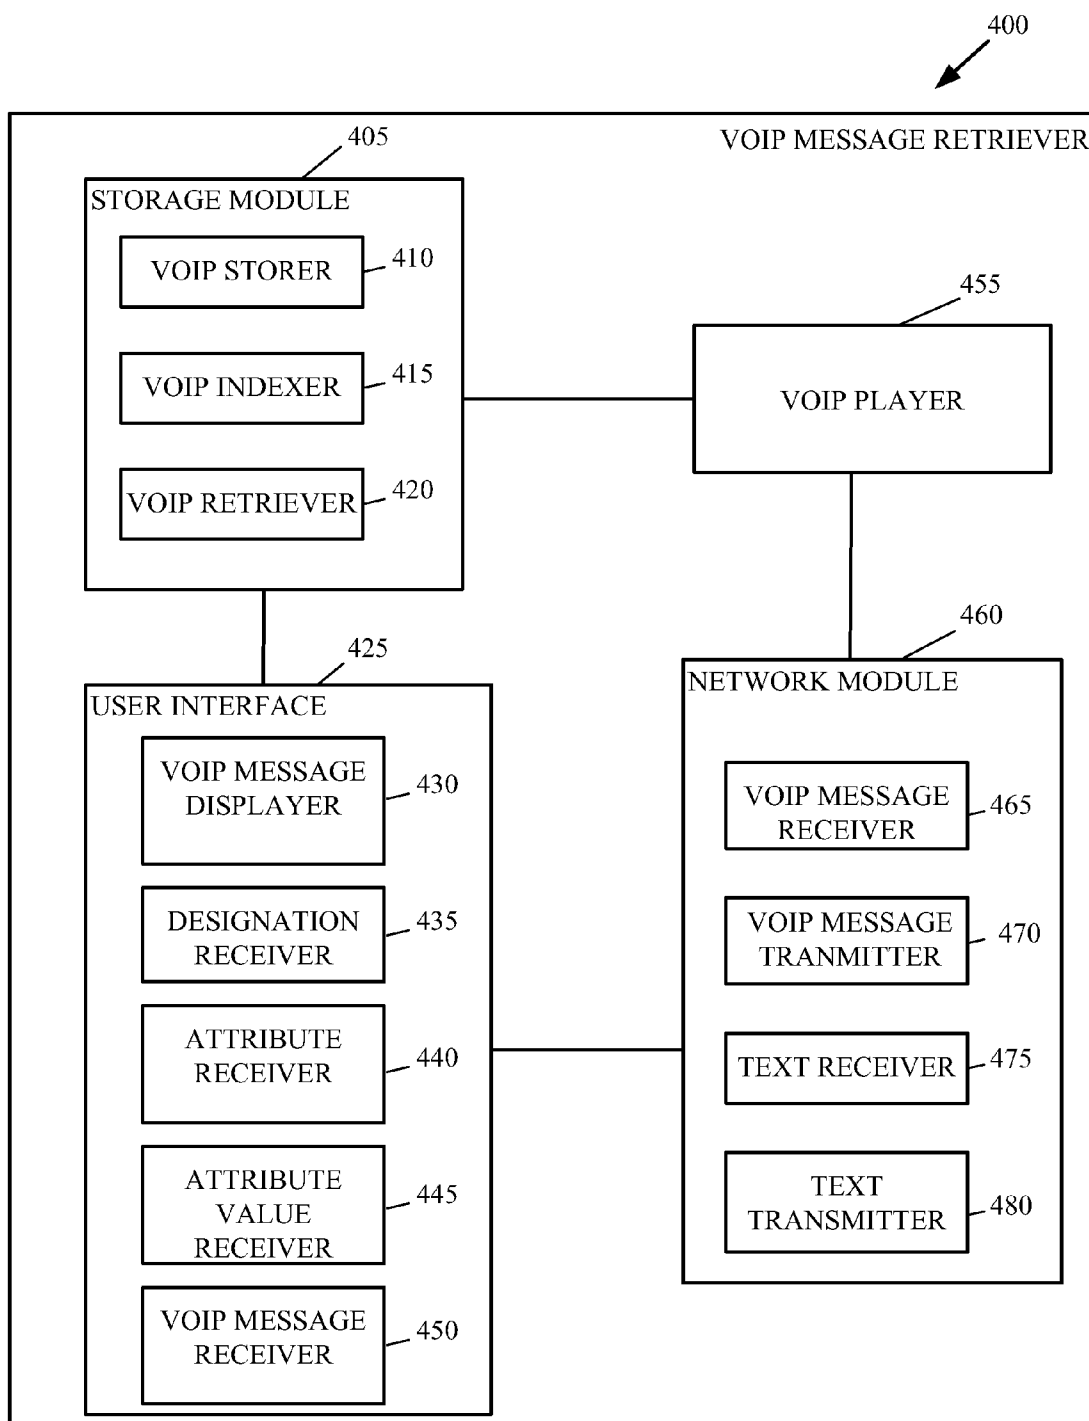 400
VOIP MESSAGE RETRIEVER
405
STORAGE MODULE
VOIP STORER
410
VOIP INDEXER
415
VOIP RETRIEVER
420
455
VOIP PLAYER
425
USER INTERFACE
VOIP MESSAGE
DISPLAYER
430
DESIGNATION
RECEIVER
435
ATTRIBUTE
RECEIVER
440
ATTRIBUTE
VALUE
RECEIVER
445
VOIP MESSAGE
RECEIVER
450
460
NETWORK MODULE
VOIP MESSAGE
RECEIVER
465
VOIP MESSAGE
TRANMITTER
470
TEXT RECEIVER
475
TEXT
TRANSMITTER
480